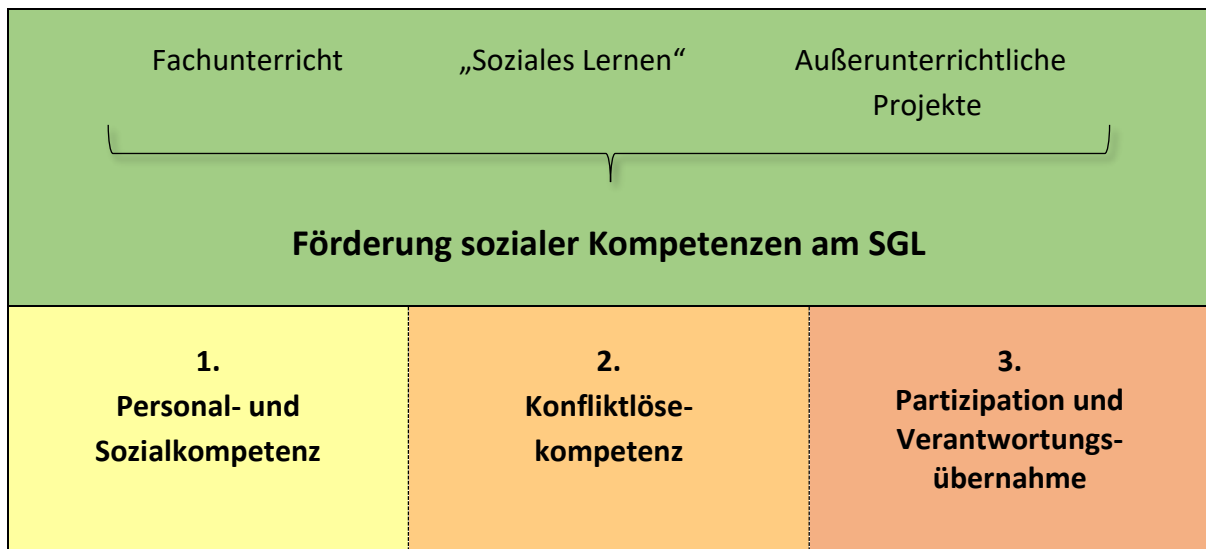 Fachunterricht „Soziales Lernen“ Außerunterrichtliche
Projekte
Förderung sozialer Kompetenzen am SGL
1.
Personal- und
Sozialkompetenz
2.
Konfliktlöse-
kompetenz
3.
Partizipation und
Verantwortungs-
übernahme